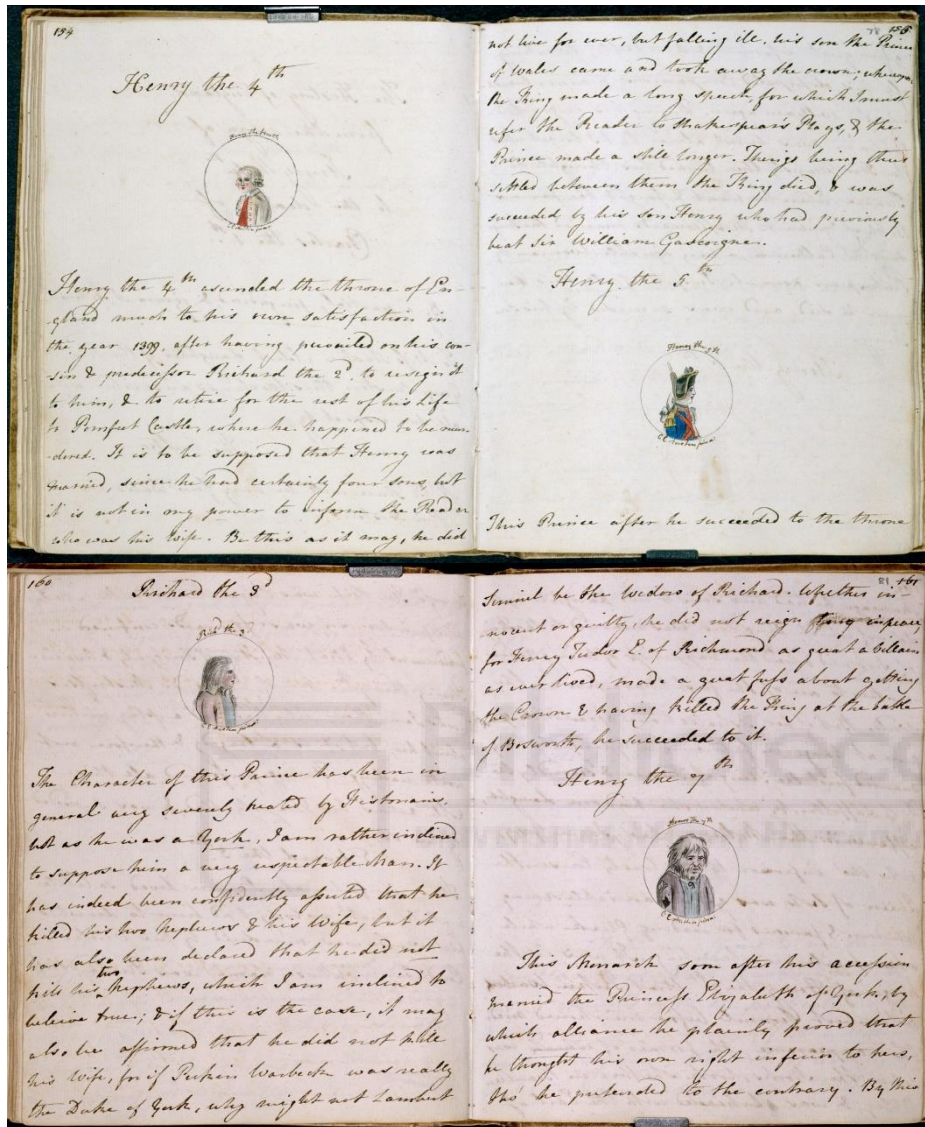 154
Henry the 4th
Henry the 4th ascended the throne of En-
-gland much to his own satisfaction in
the year 1399, after having prevailed on his cou-
-sin & predecessor Richard the 2d. to resign it
to him, & to retire for the rest of his Life
to Pomfret Castle, where he happened to be mur-
-dered. It is to be supposed that Henry was
married, since he had certainly four sons, but
it is not in my power to inform the Reader
who was his Wife. Be this as it may, he did
155
not live for ever, but falling ill, his son the Prince
of Wales came and took away the crown; whereupon
the King made a long speech, for which I must
refer the Reader to Shakespear's Plays, & the
Prince made a still longer. Things being thus
settled between them the King died, & was
succeeded by his son Henry who had previously
beat Sir William Gascoigne.
Henry the 5th
Henry the 5th
This Prince after he succeeded to the throne
160
Richard the 3d
Richd the 3d
The Character of this Prince has been in
general very severely treated by Historians,
but as he was a York, I am rather inclined
to suppose him a very respectable Man. It
has indeed been confidently asserted that he
killed his two Nephews & his Wife, but it
has also been declared that he did not
kill his two Nephews, which I am inclined to
beleive true; & if this is the case, it may
also be affirmed that he did not kill
his Wife, for if Perkin Warbeck was really
the Duke of York, why might not Lambert
81
161
Simnel be the Widow of Richard. Whether in-
nocent or guilty, he did not reign long in peace,
for Henry Tudor E. of Richmond as great a Villain
as ever lived, made a great fuss about getting
the Crown & having killed the King at the battle
of Bosworth, he succeeded to it.
Henry the 7th
Henry the 7th
This Monarch soon after his accession
married the Princess Elizabeth of York, by
which alliance he plainly proved that
he thought his own right inferior to hers,
tho' he pretended to the contrary. By this